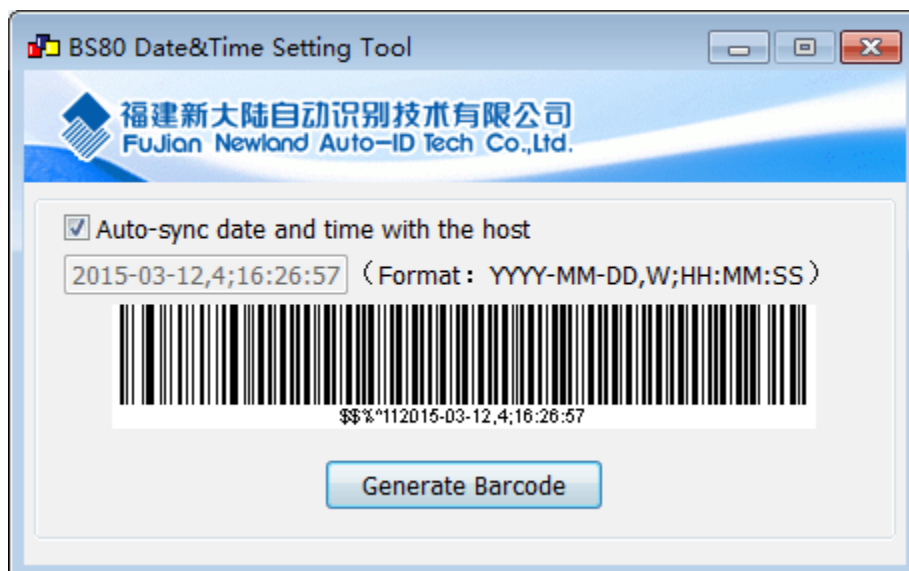 BS80 Date&Time Setting Tool
福建新大陆自动识别技术有限公司
FuJian Newland Auto-ID Tech Co.,Ltd.
Auto-sync date and time with the host
2015-03-12,4;16:26:57 （Format：YYYY-MM-DD,W;HH:MM:SS）
$$%^112015-03-12,4;16:26:57
Generate Barcode